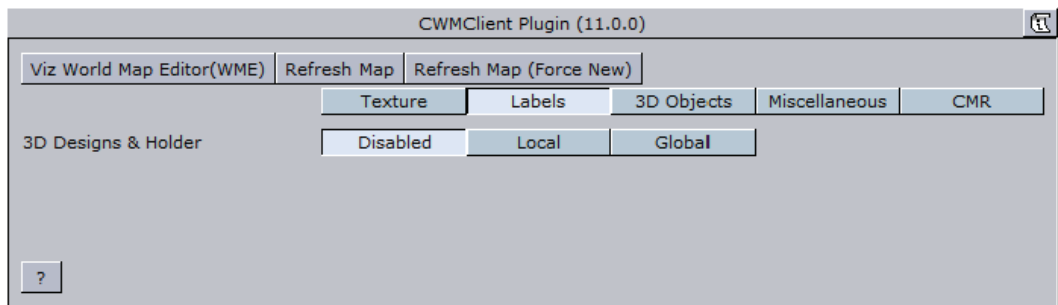 CWMClient Plugin (11.0.0)
Viz World Map Editor(WME) Refresh Map Refresh Map (Force New)
Texture Labels 3D Objects Miscellaneous CMR
3D Designs & Holder Disabled Local Global
?